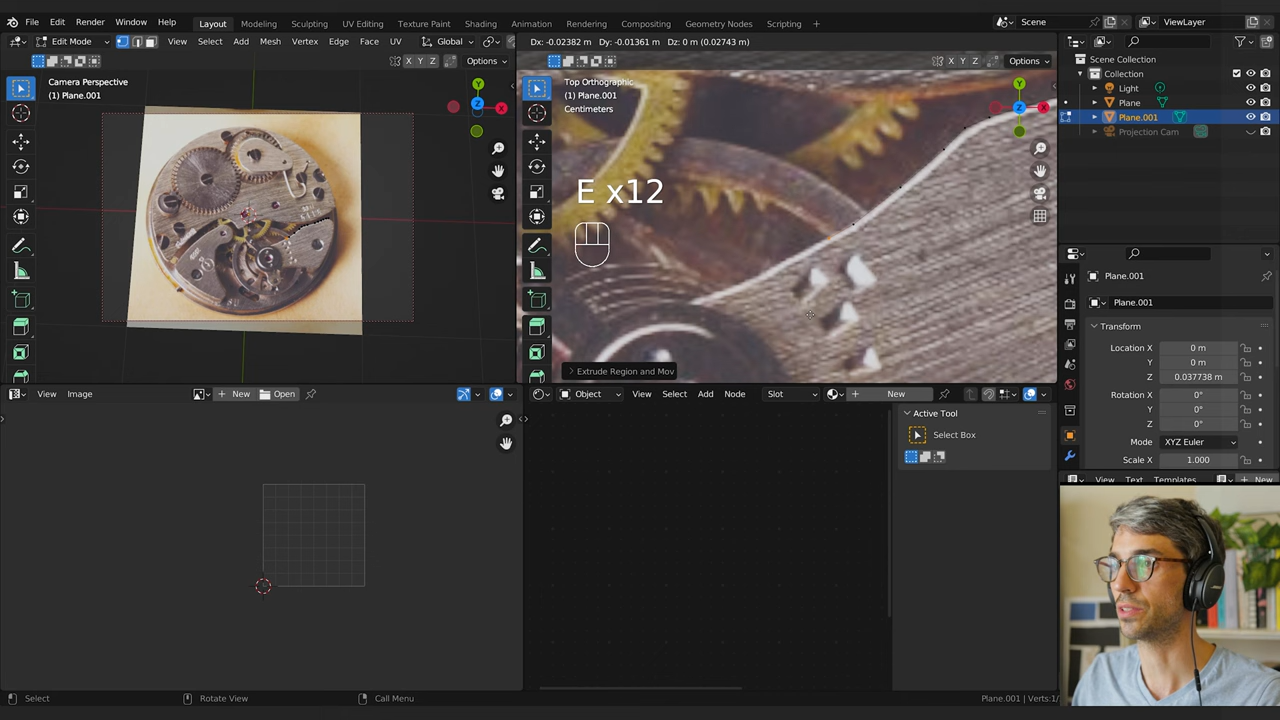 File Edit Render Window Help Layout Modeling Sculpting UV Editing Texture Paint Shading Animation Rendering Compositing Geometry Nodes Scripting + Scene ViewLayer
Edit Mode View Select Add Mesh Vertex Edge Face UV Global Dx: -0.02382 m Dy: -0.01361 m Dz: 0 m (0.02743 m)
X Y Z Options X Y Z Options
Scene Collection
Collection
Light
Plane
Plane.001
Projection Cam
Camera Perspective
(1) Plane.001
Y
Z
X
Top Orthographic
(1) Plane.001
Centimeters
Y
Z
X
E x12
Extrude Region and Mov
Plane.001
Plane.001
Transform
Location X 0 m
Y 0 m
Z 0.037738 m
Rotation X 0°
Y 0°
Z 0°
Mode XYZ Euler
Scale X 1.000
View Text Templates New
View Image + New Open
Object View Select Add Node Slot + New
Active Tool
Select Box
Select Rotate View Call Menu Plane.001 | Verts:1/